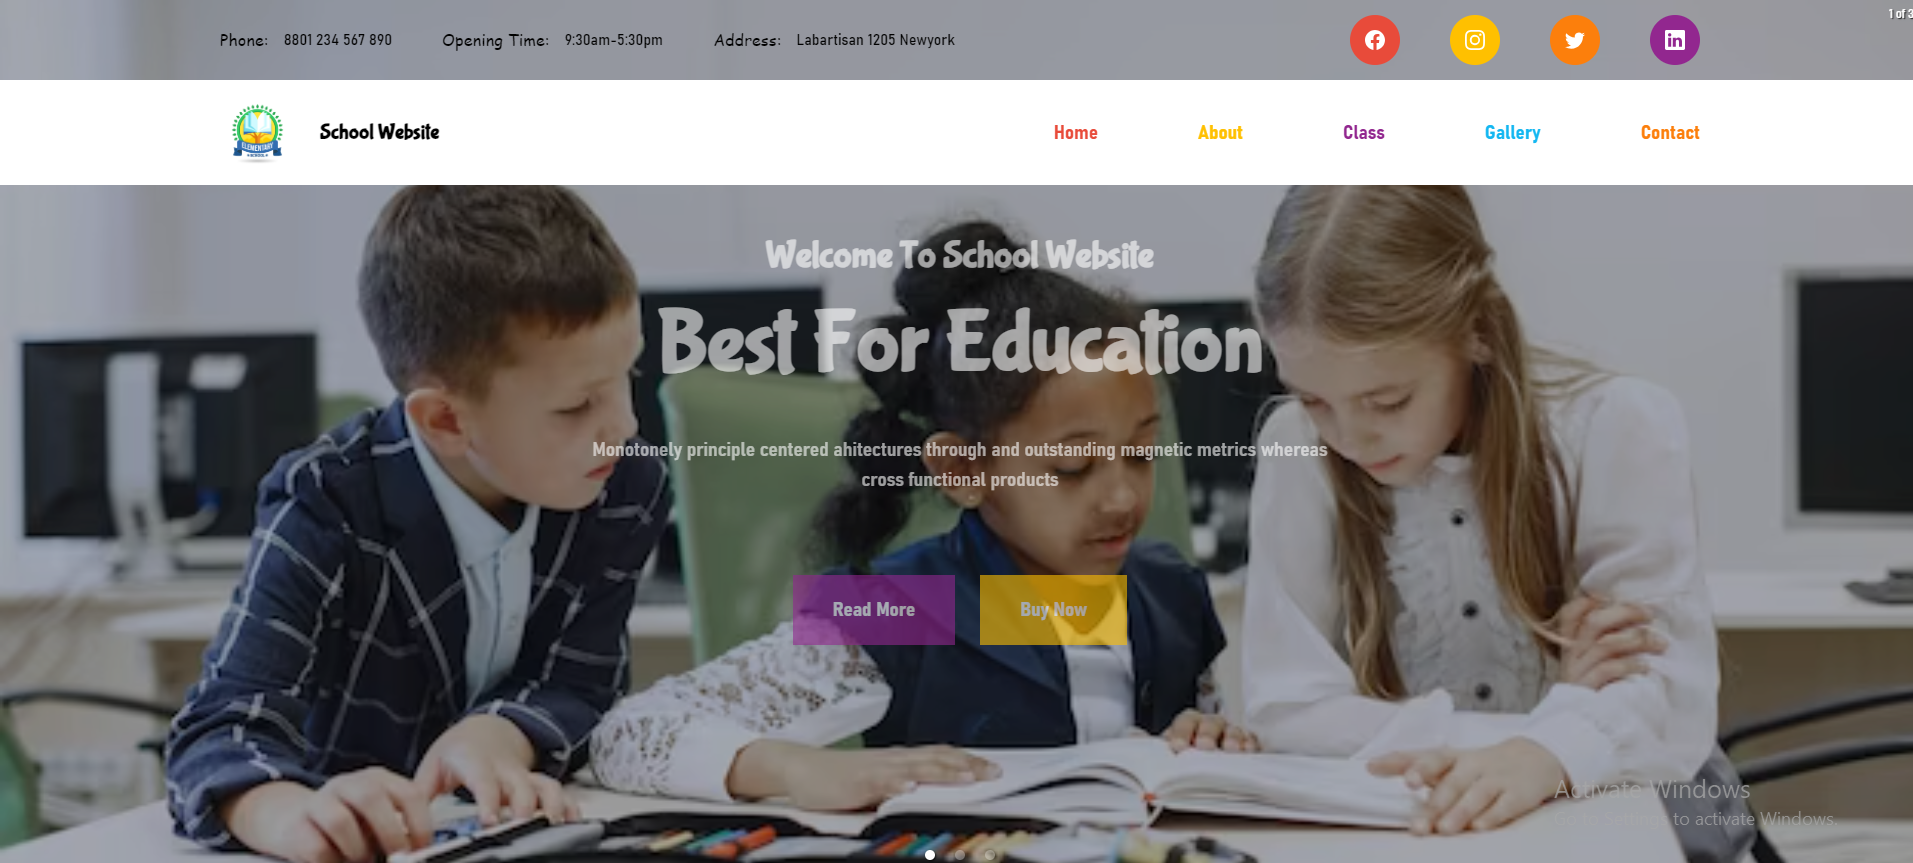 1 of 3
Phone: 8801 234 567 890 Opening Time: 9:30am-5:30pm Address: Labartisan 1205 Newyork
ELEMENTARY
SCHOOL
School Website
Home About Class Gallery Contact
Welcome To School Website
Best For Education
Monotonely principle centered ahitectures through and outstanding magnetic metrics whereas
cross functional products
Read More Buy Now
Activate Windows
Go to Settings to activate Windows.